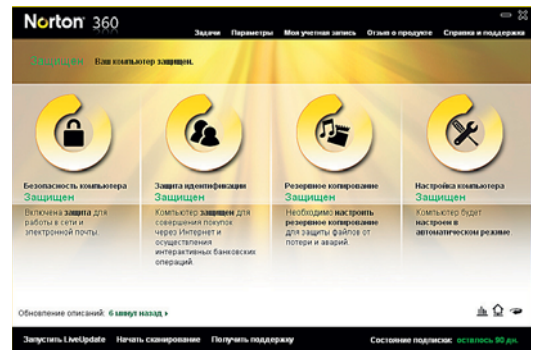 Norton 360
Задачи Параметры Моя учетная запись Отзыв о продукте Справка и поддержка
Защищен Ваш компьютер защищен.
Безопасность компьютера
Защищен
Включена защита для
работы в сети и
электронной почты.
Защита идентификации
Защищен
Компьютер защищен для
совершения покупок
через Интернет и
осуществления
интерактивных банковских
операций.
Резервное копирование
Защищен
Необходимо настроить
резервное копирование
для защиты файлов от
потери и аварий.
Настройка компьютера
Защищен
Компьютер будет
настроен в
автоматическом режиме
Обновление описаний: 6 минут назад
Запустить LiveUpdate Начать сканирование Получить поддержку Состояние подписки: осталось 90 дн.